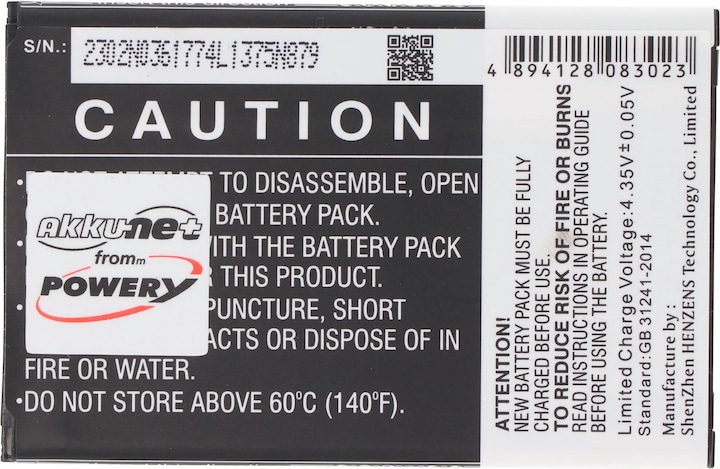 S/N.: 2302N0361774L1375N879
CAUTION
TO DISASSEMBLE, OPEN
BATTERY PACK.
WITH THE BATTERY PACK
THIS PRODUCT.
PUNCTURE, SHORT
ACTS OR DISPOSE OF IN
FIRE OR WATER.
•DO NOT STORE ABOVE 60°C (140°F).
akku-net
from
POWERY
4 894128 083023
ATTENTION!
NEW BATTERY PACK MUST BE FULLY
CHARGED BEFORE USE.
TO REDUCE RISK OF FIRE OR BURNS
READ INSTRUCTIONS IN OPERATING GUIDE
BEFORE USING THE BATTERY.
Limited Charge Voltage:4.35V±0.05V
Standard:GB 31241-2014
Manufacture by :
ShenZhen HENZENS Technology Co., Limited